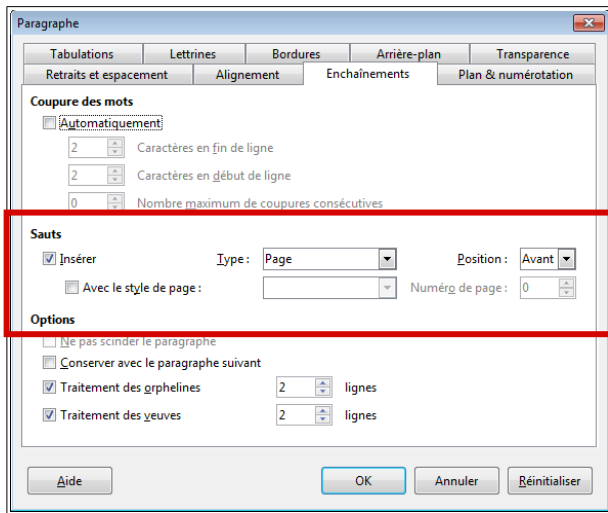 Paragraphe
Tabulations Lettrines Bordures Arrière-plan Transparence
Retraits et espacement Alignement Enchaînements Plan & numérotation
Coupure des mots
Automatiquement
2 Caractères en fin de ligne
2 Caractères en début de ligne
0 Nombre maximum de coupures consécutives
Sauts
Insérer Type : Page Position : Avant
Avec le style de page : Numéro de page : 0
Options
Ne pas scinder le paragraphe
Conserver avec le paragraphe suivant
Traitement des orphelines 2 lignes
Traitement des veuves 2 lignes
Aide OK Annuler Réinitialiser